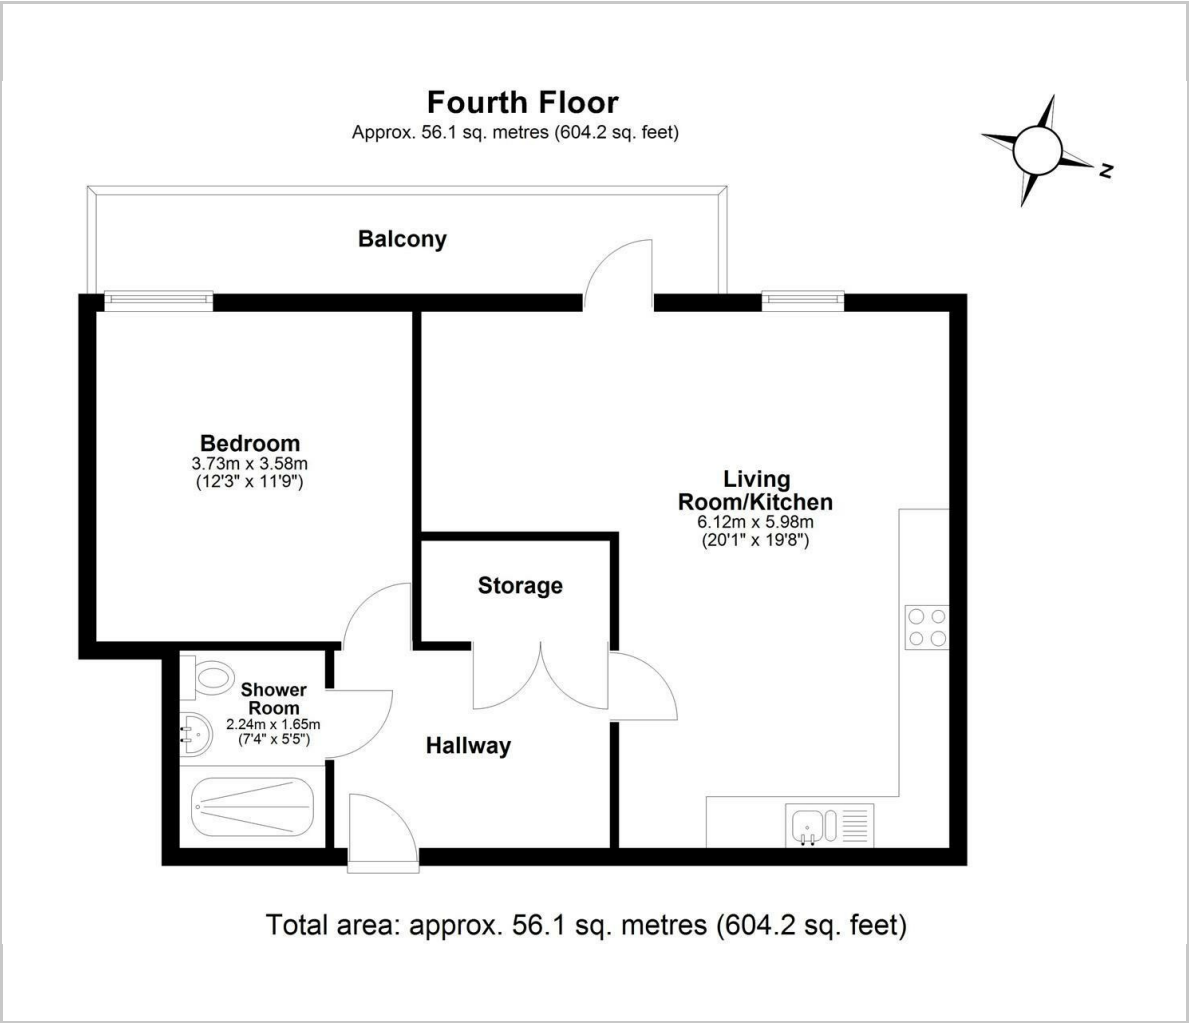 Fourth Floor
Approx. 56.1 sq. metres (604.2 sq. feet)
N
Balcony
Bedroom
3.73m x 3.58m
(12'3" x 11'9")
Living
Room/Kitchen
6.12m x 5.98m
(20'1" x 19'8")
Storage
Shower
Room
2.24m x 1.65m
(7'4" x 5'5")
Hallway
Total area: approx. 56.1 sq. metres (604.2 sq. feet)